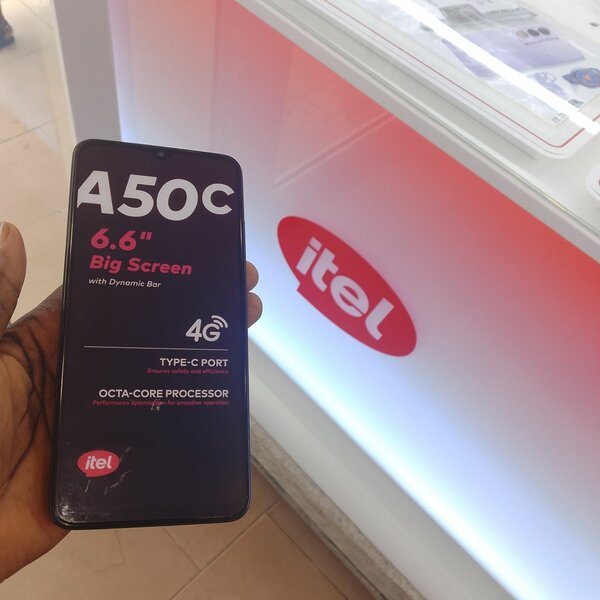 A50C
6.6"
Big Screen
with Dynamic Bar
4G
TYPE-C PORT
Ensures safety and efficiency
OCTA-CORE PROCESSOR
Performance optimisation for smoother operation
itel
itel